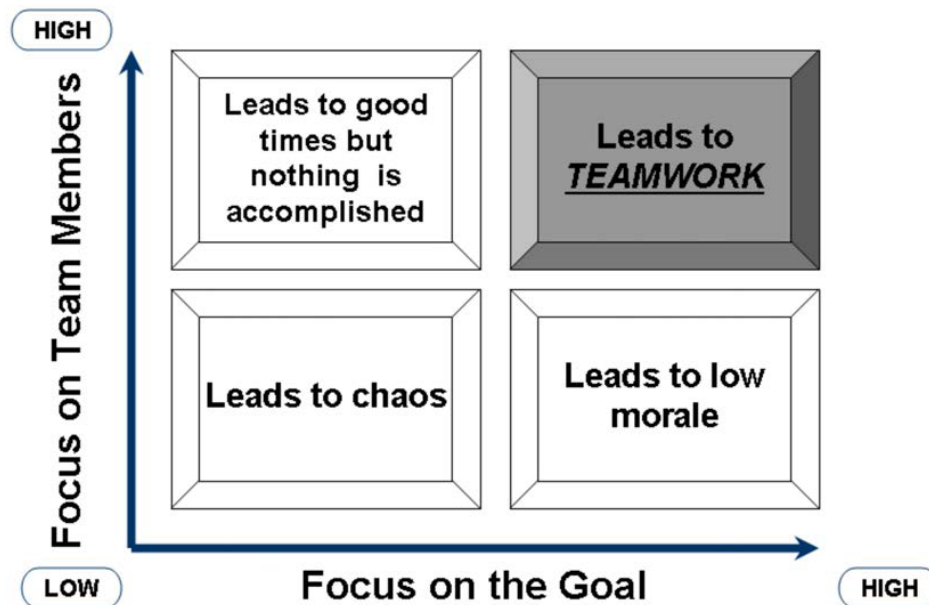 HIGH
Focus on Team Members
Leads to good
times but
nothing is
accomplished
Leads to
TEAMWORK
Leads to chaos
Leads to low
morale
LOW
Focus on the Goal
HIGH